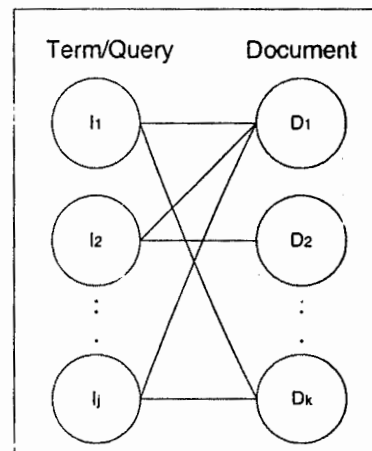 Term/Query Document
I1 D1
I2 D2
Ij Dk